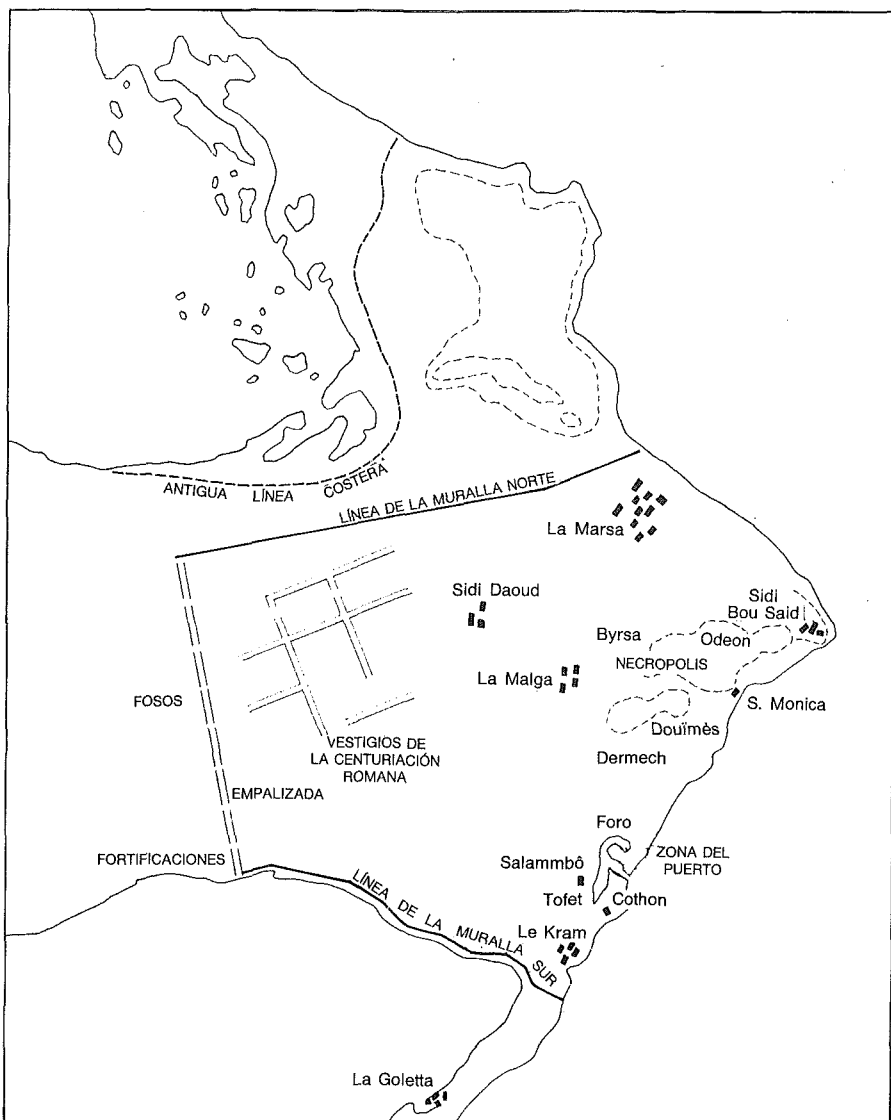 ANTIGUA LÍNEA COSTERA
LÍNEA DE LA MURALLA NORTE
La Marsa
Sidi Daoud
Sidi
Bou Said
Byrsa
Odeon
NECROPOLIS
La Malga
S. Monica
FOSOS
Douïmès
VESTIGIOS DE
LA CENTURIACIÓN
ROMANA
Dermech
EMPALIZADA
Foro
FORTIFICACIONES
Salammbô
ZONA DEL
PUERTO
Tofet
Cothon
LÍNEA DE LA MURALLA SUR
Le Kram
La Goletta